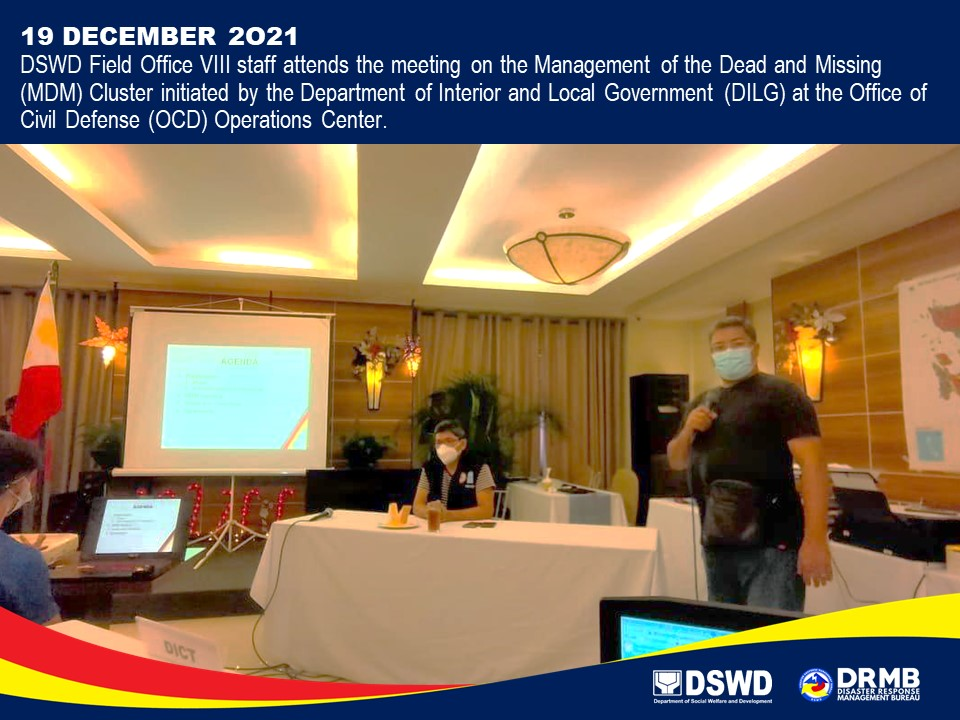 19 DECEMBER 2O21
DSWD Field Office VIII staff attends the meeting on the Management of the Dead and Missing
(MDM) Cluster initiated by the Department of Interior and Local Government (DILG) at the Office of
Civil Defense (OCD) Operations Center.
AGENDA
AGENDA
DICT
DSWD
Department of Social Welfare and Development
DRMB
DISASTER RESPONSE
MANAGEMENT BUREAU